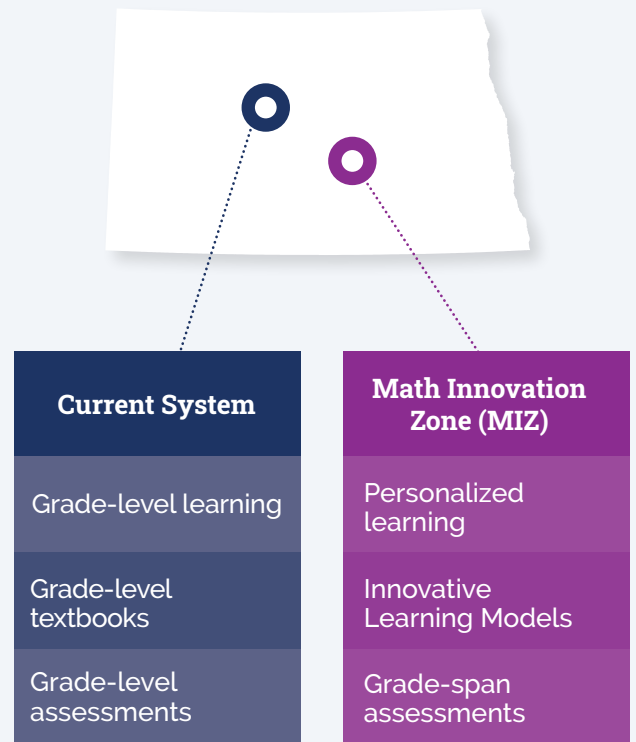 Current System
Grade-level learning
Grade-level
textbooks
Grade-level
assessments
Math Innovation
Zone (MIZ)
Personalized
learning
Innovative
Learning Models
Grade-span
assessments